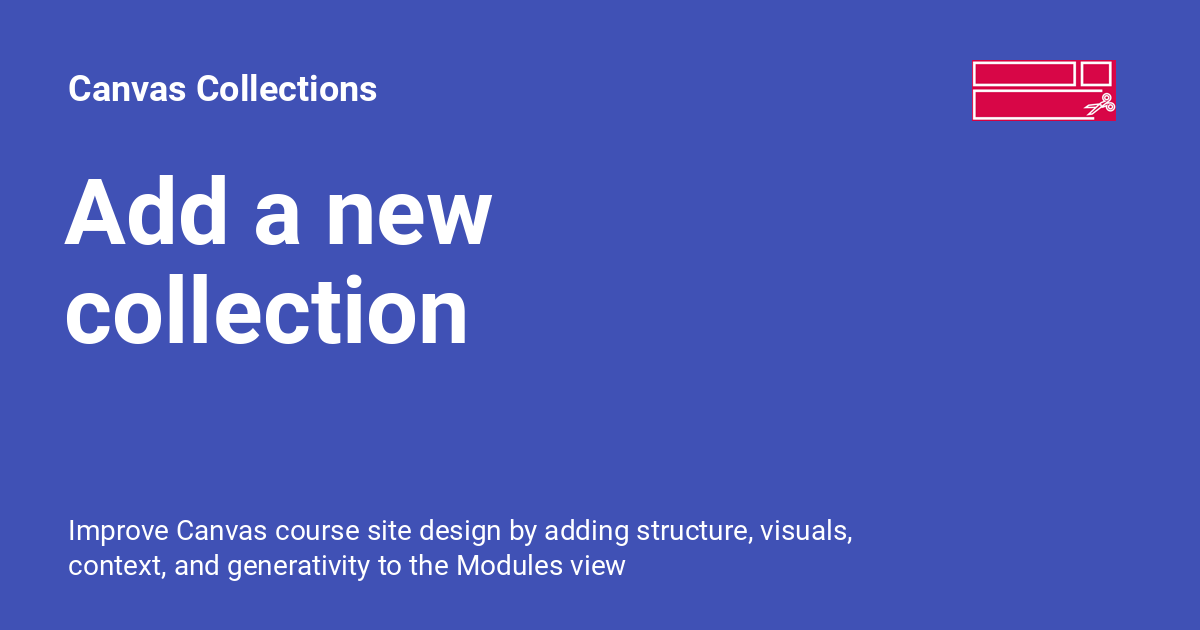 Canvas Collections
Add a new
collection
Improve Canvas course site design by adding structure, visuals,
context, and generativity to the Modules view